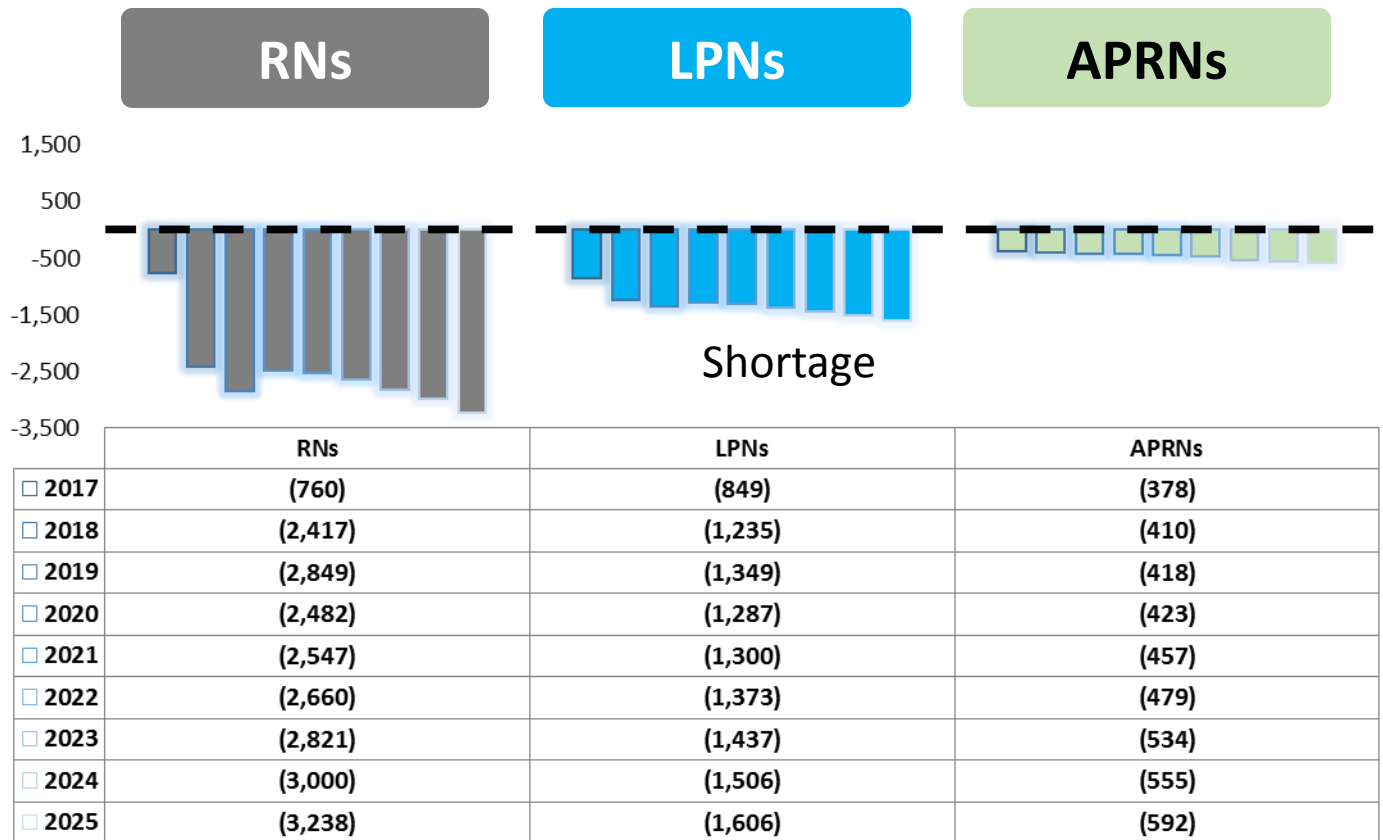 RNs LPNs APRNs
1,500
500
-500
-1,500
Shortage
-2,500
-3,500
RNs LPNs APRNs
2017 (760) (849) (378)
2018 (2,417) (1,235) (410)
2019 (2,849) (1,349) (418)
2020 (2,482) (1,287) (423)
2021 (2,547) (1,300) (457)
2022 (2,660) (1,373) (479)
2023 (2,821) (1,437) (534)
2024 (3,000) (1,506) (555)
2025 (3,238) (1,606) (592)